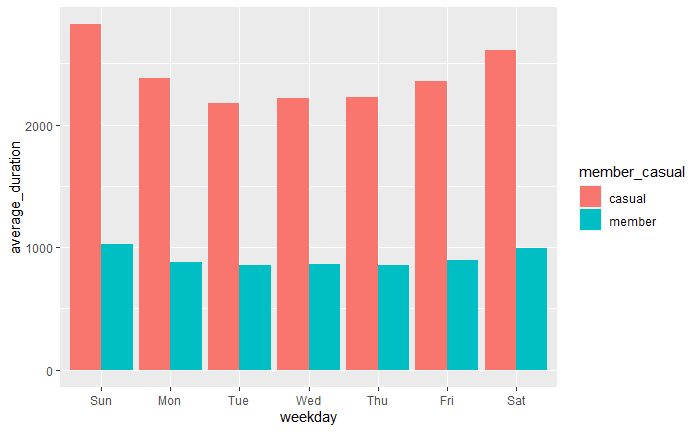 average_duration
2000
1000
0
Sun Mon Tue Wed Thu Fri Sat
weekday
member_casual
casual
member